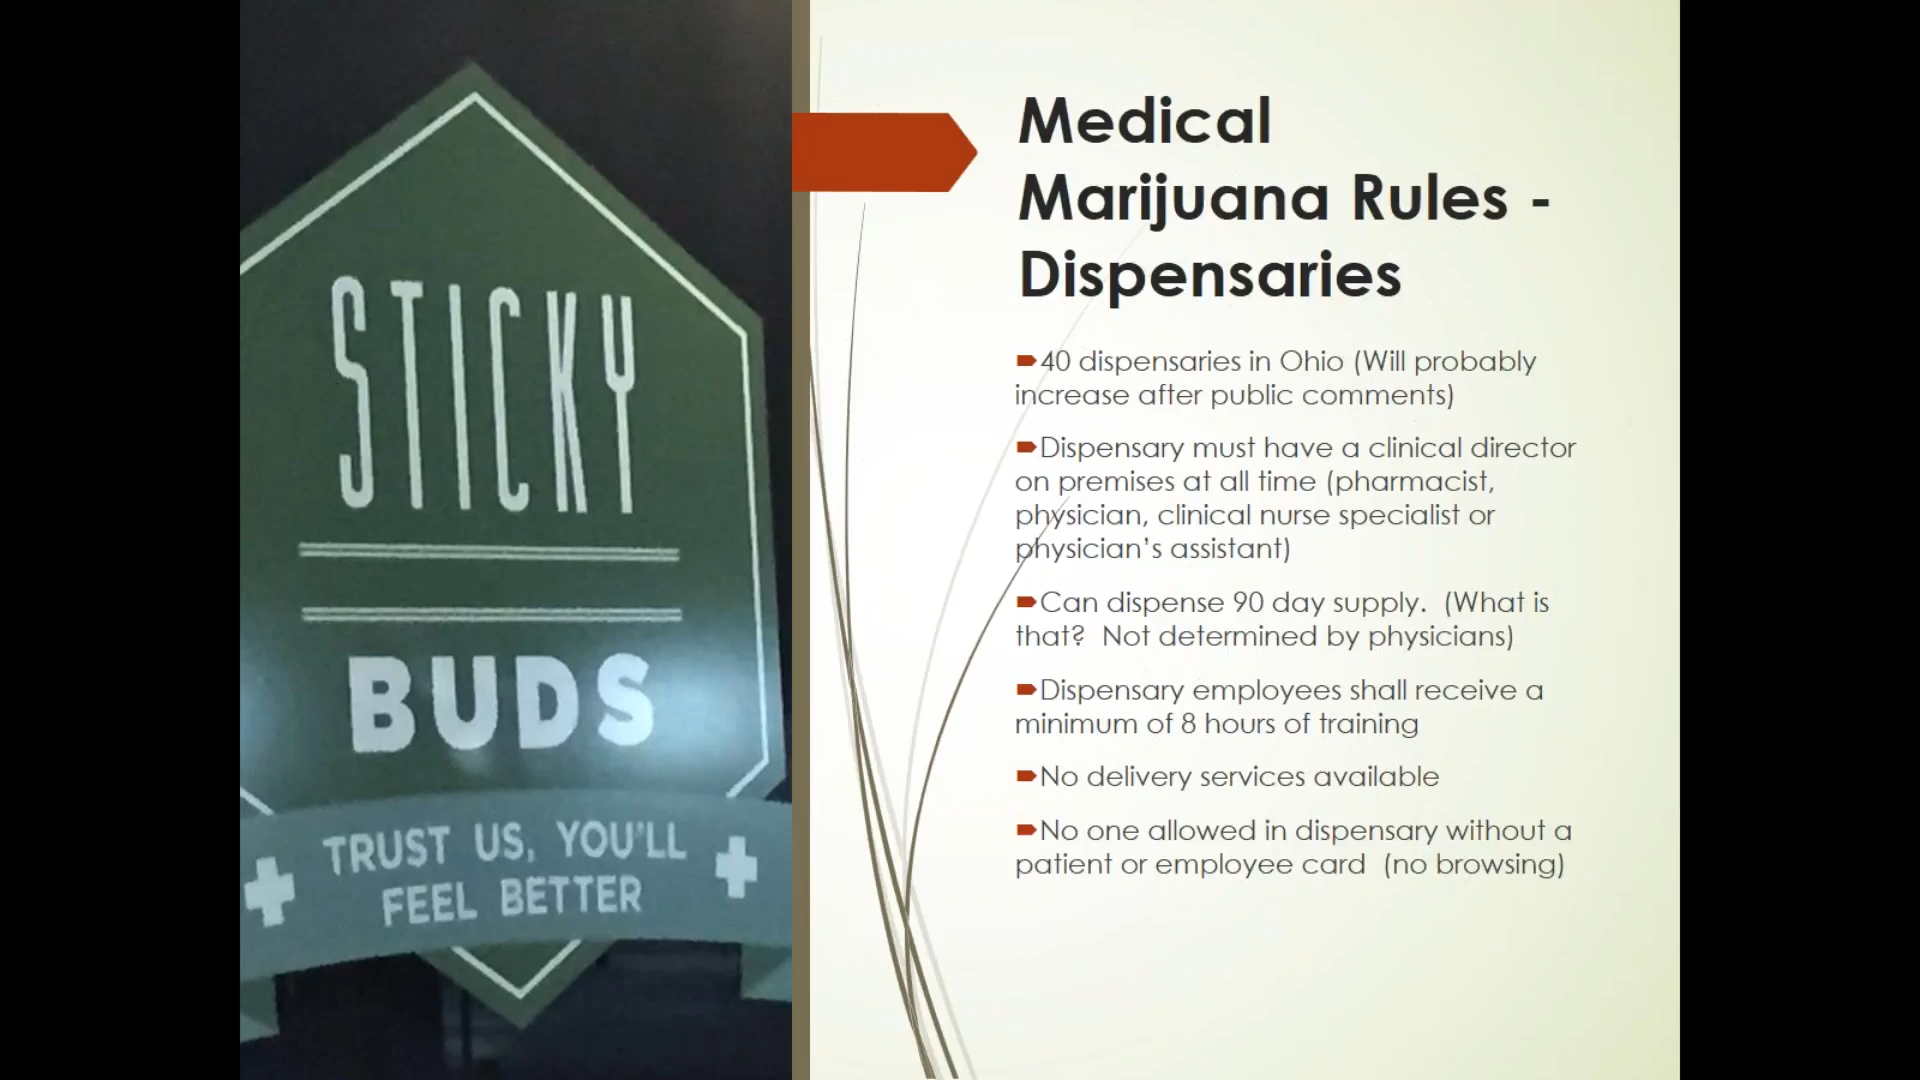 STICKY
BUDS
TRUST US, YOU'LL
FEEL BETTER
Medical
Marijuana Rules -
Dispensaries
40 dispensaries in Ohio (Will probably
increase after public comments)
Dispensary must have a clinical director
on premises at all time (pharmacist,
physician, clinical nurse specialist or
physician's assistant)
Can dispense 90 day supply.  (What is
that?  Not determined by physicians)
Dispensary employees shall receive a
minimum of 8 hours of training
No delivery services available
No one allowed in dispensary without a
patient or employee card  (no browsing)